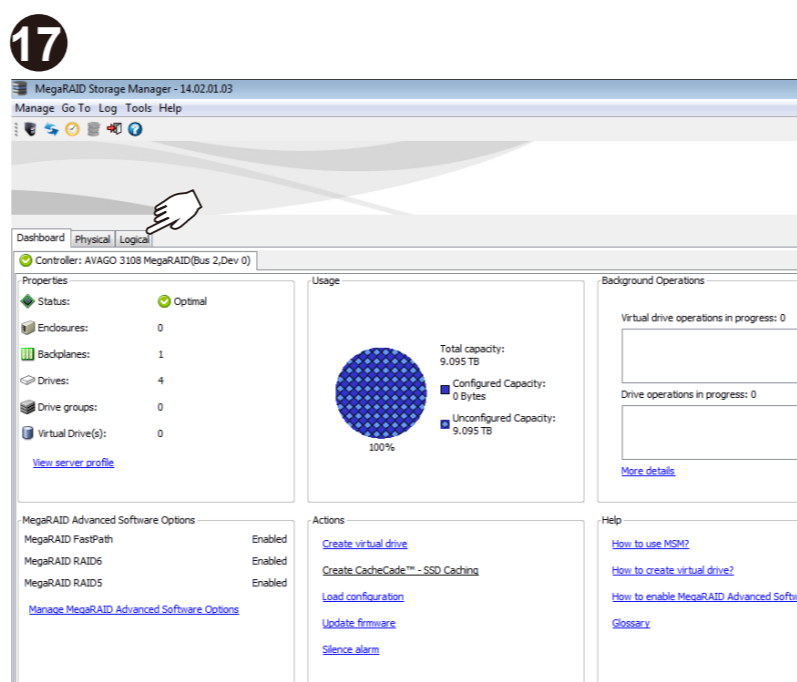 17
MegaRAID Storage Manager - 14.02.01.03
Manage Go To Log Tools Help
Dashboard Physical Logical
Controller: AVAGO 3108 MegaRAID(Bus 2,Dev 0)
Properties
Status: Optimal
Enclosures: 0
Backplanes: 1
Drives: 4
Drive groups: 0
Virtual Drive(s): 0
View server profile
Usage
Total capacity:
9.095 TB
Configured Capacity:
0 Bytes
Unconfigured Capacity:
9.095 TB
100%
Background Operations
Virtual drive operations in progress: 0
Drive operations in progress: 0
More details
MegaRAID Advanced Software Options
MegaRAID FastPath Enabled
MegaRAID RAID6 Enabled
MegaRAID RAID5 Enabled
Manage MegaRAID Advanced Software Options
Actions
Create virtual drive
Create CacheCade™ - SSD Caching
Load configuration
Update firmware
Silence alarm
Help
How to use MSM?
How to create virtual drive?
How to enable MegaRAID Advanced Softw
Glossary